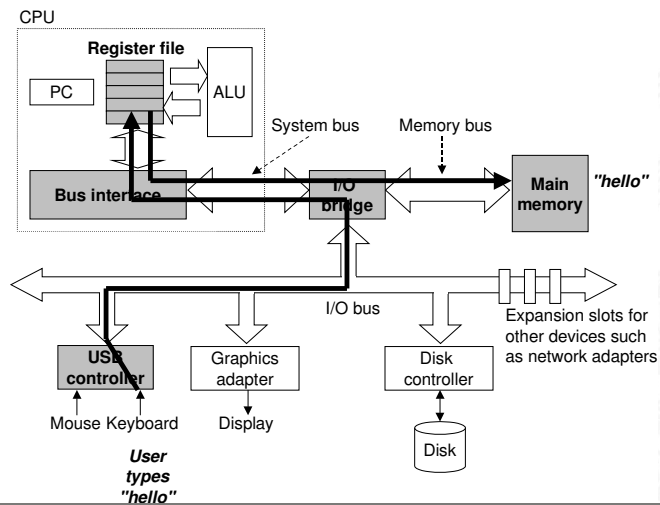 CPU
Register file
PC
ALU
System bus
Memory bus
Bus interface
I/O
bridge
Main
memory
"hello"
I/O bus
Expansion slots for
other devices such
as network adapters
USB
controller
Graphics
adapter
Disk
controller
Mouse Keyboard
Display
Disk
User
types
"hello"